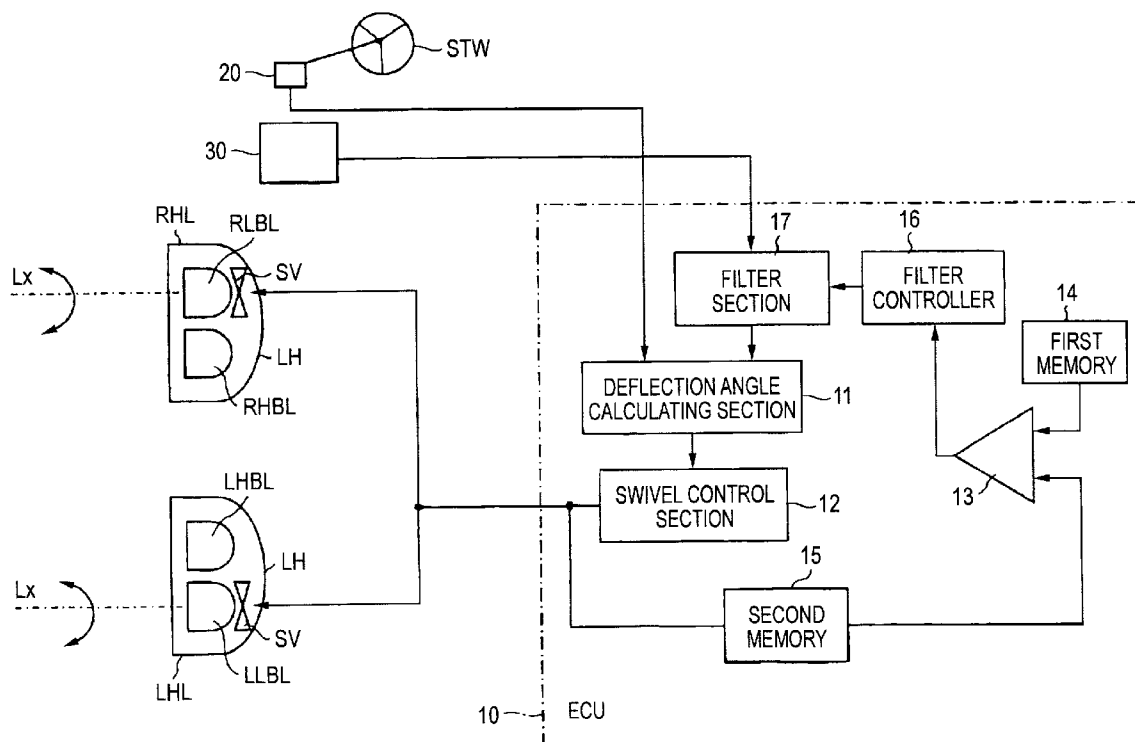 STW
20
30
RHL
RLBL
SV
Lx
LH
RHBL
17
16
FILTER
SECTION
FILTER
CONTROLLER
14
FIRST
MEMORY
DEFLECTION ANGLE
CALCULATING SECTION
11
13
SWIVEL CONTROL
SECTION
12
LHBL
LH
Lx
SV
LLBL
LHL
15
SECOND
MEMORY
10
ECU